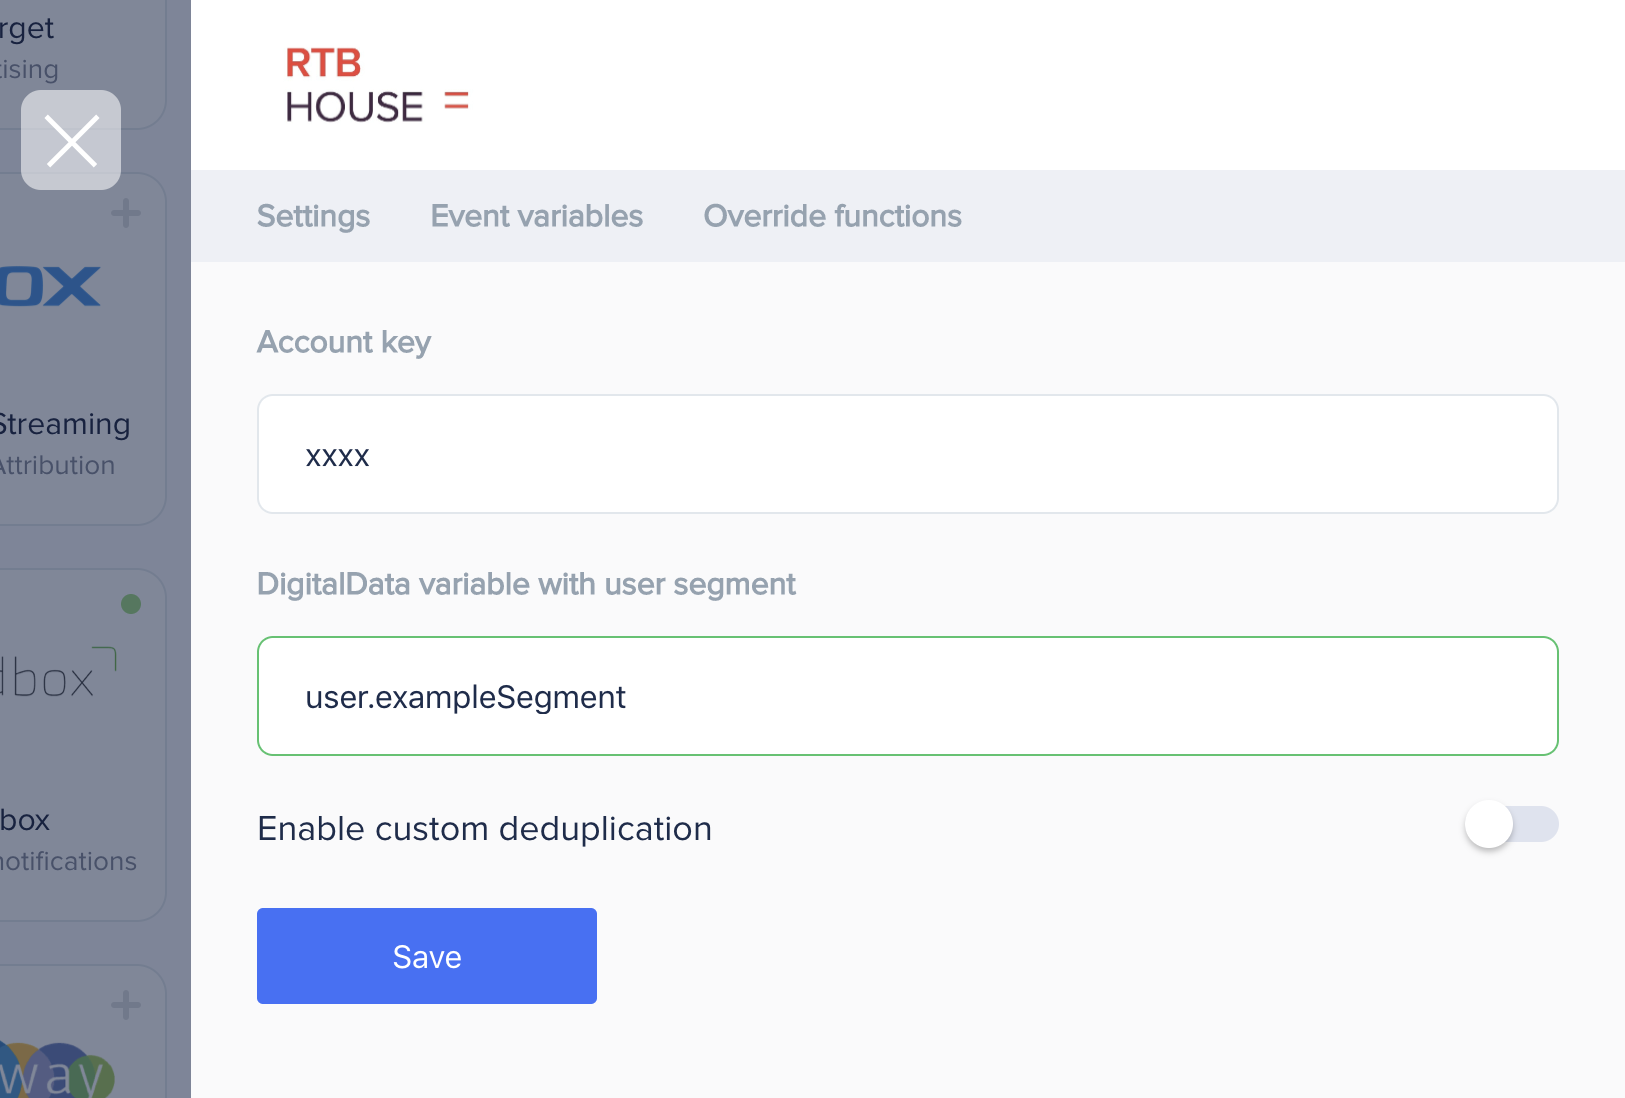 rget
tising
OX
Streaming
Attribution
dbox
box
notifications
way
RTB
HOUSE =
Settings Event variables Override functions
Account key
xxxx
DigitalData variable with user segment
user.exampleSegment
Enable custom deduplication
Save